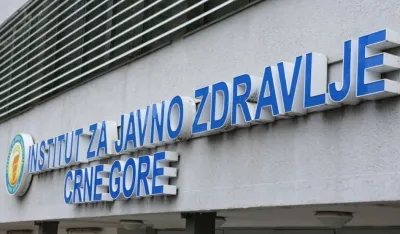 INSTITUT ZA JAVNO ZDRAVLJE
CRNE GORE